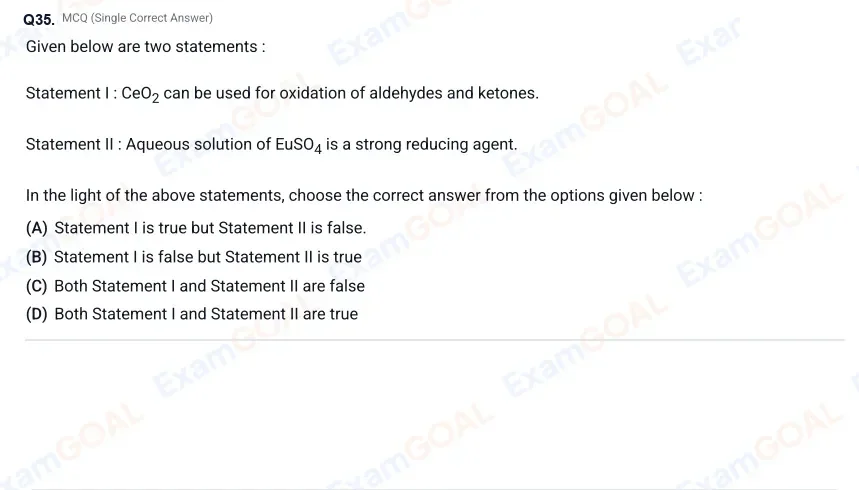 Q35. MCQ (Single Correct Answer)
Given below are two statements :
Statement I : CeO₂ can be used for oxidation of aldehydes and ketones.
Statement II : Aqueous solution of EuSO₄ is a strong reducing agent.
In the light of the above statements, choose the correct answer from the options given below :
(A) Statement I is true but Statement II is false.
(B) Statement I is false but Statement II is true
(C) Both Statement I and Statement II are false
(D) Both Statement I and Statement II are true